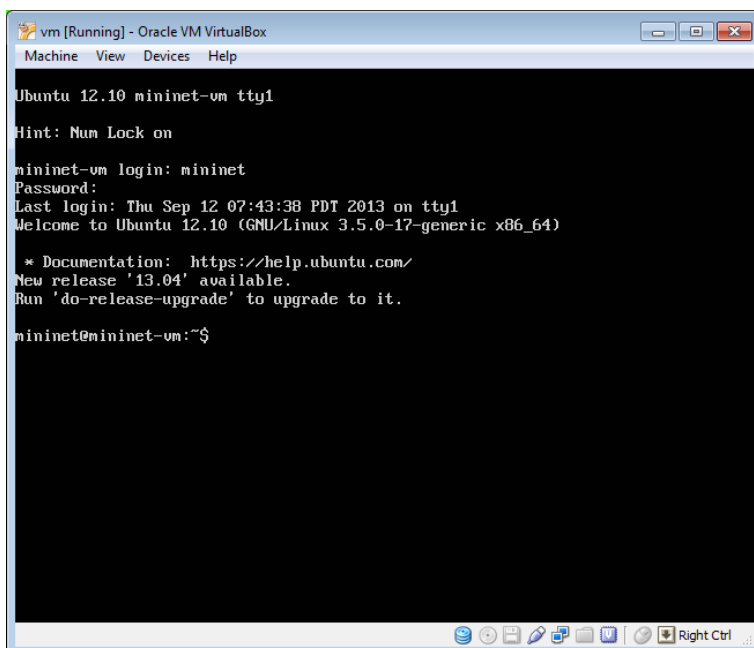 vm [Running] - Oracle VM VirtualBox
Machine View Devices Help
Ubuntu 12.10 mininet-vm tty1
Hint: Num Lock on
mininet-vm login: mininet
Password:
Last login: Thu Sep 12 07:43:38 PDT 2013 on tty1
Welcome to Ubuntu 12.10 (GNU/Linux 3.5.0-17-generic x86_64)
* Documentation: https://help.ubuntu.com/
New release '13.04' available.
Run 'do-release-upgrade' to upgrade to it.
mininet@mininet-vm:~$
Right Ctrl